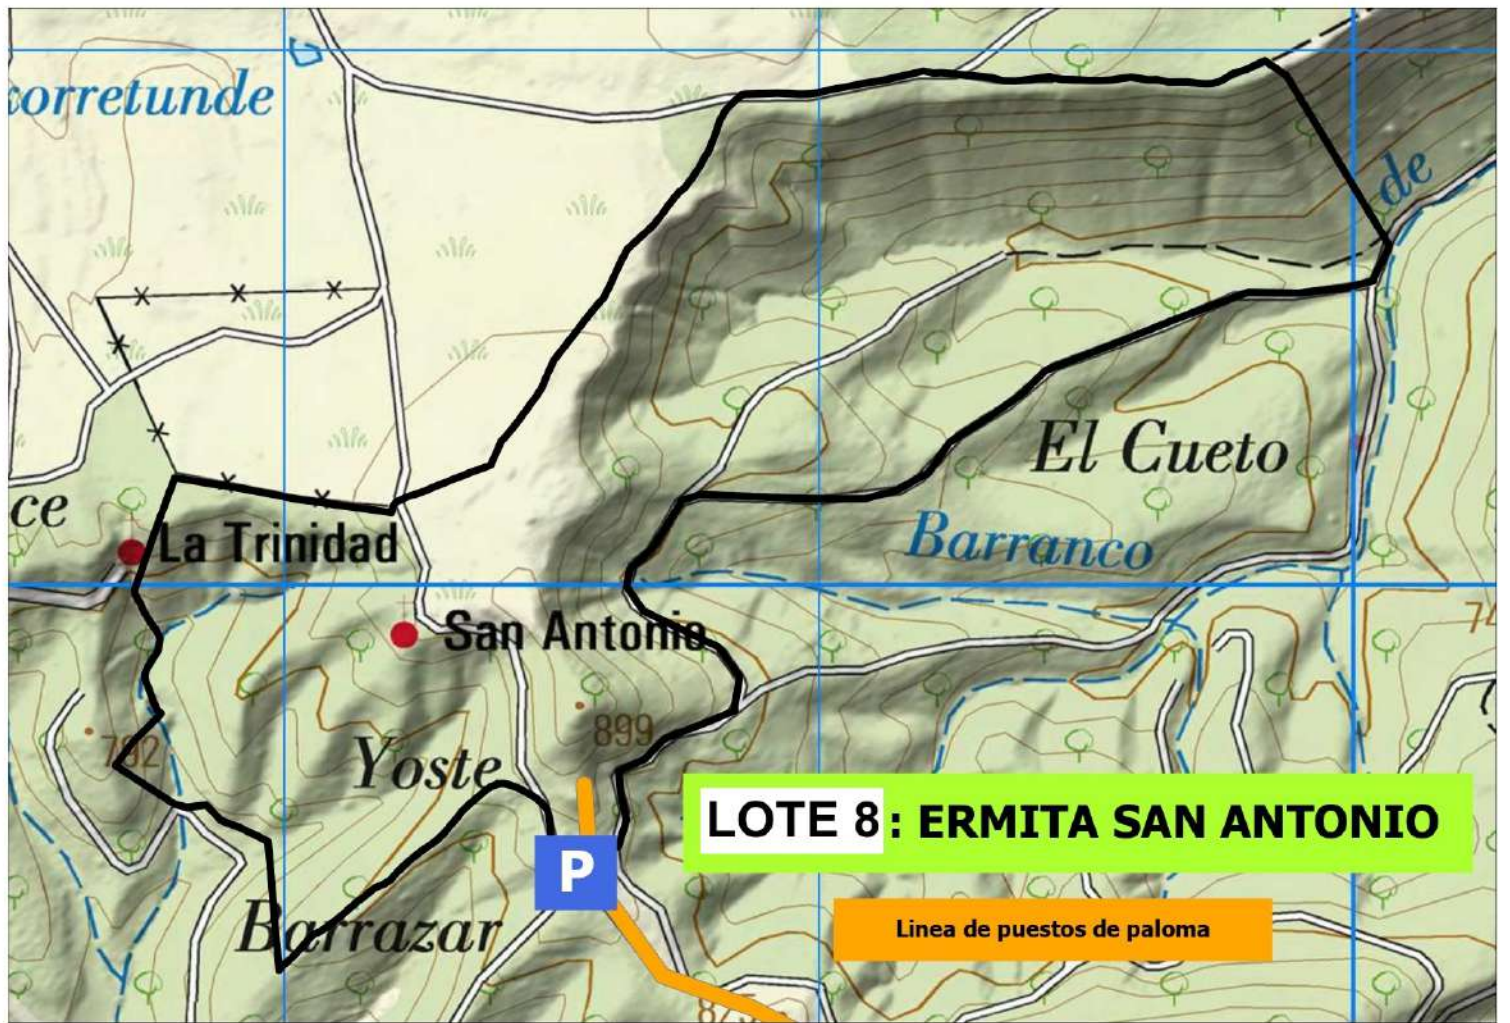 corretunde
de
El Cueto
ce
La Trinidad
Barranco
San Antonio
899
Yoste
792
LOTE 8: ERMITA SAN ANTONIO
P
Barrazar
Linea de puestos de paloma